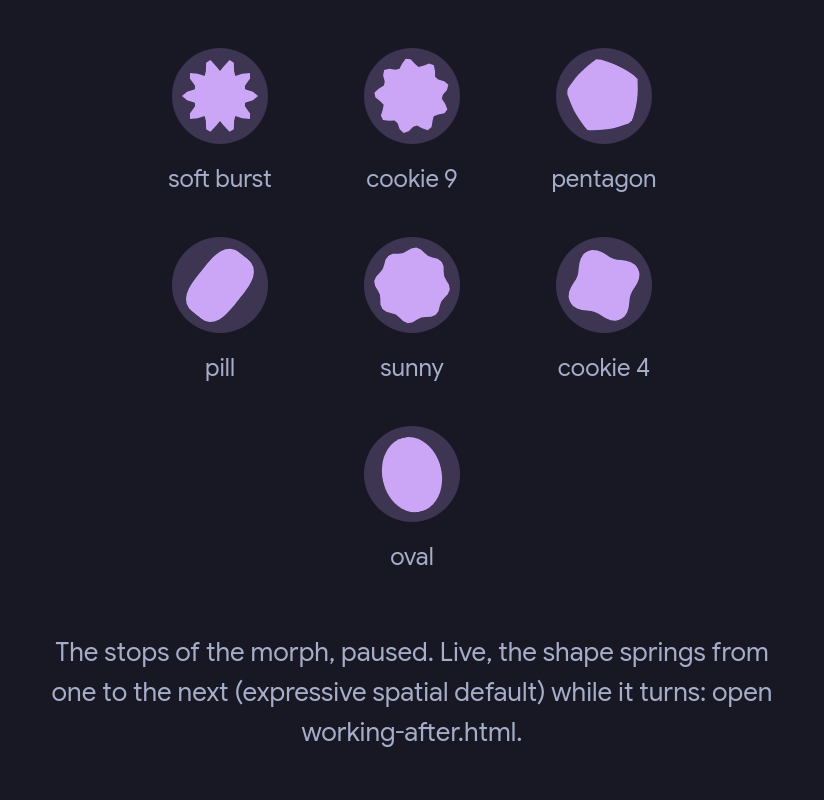 soft burst
cookie 9
pentagon
pill
sunny
cookie 4
oval
The stops of the morph, paused. Live, the shape springs from
one to the next (expressive spatial default) while it turns: open
working-after.html.